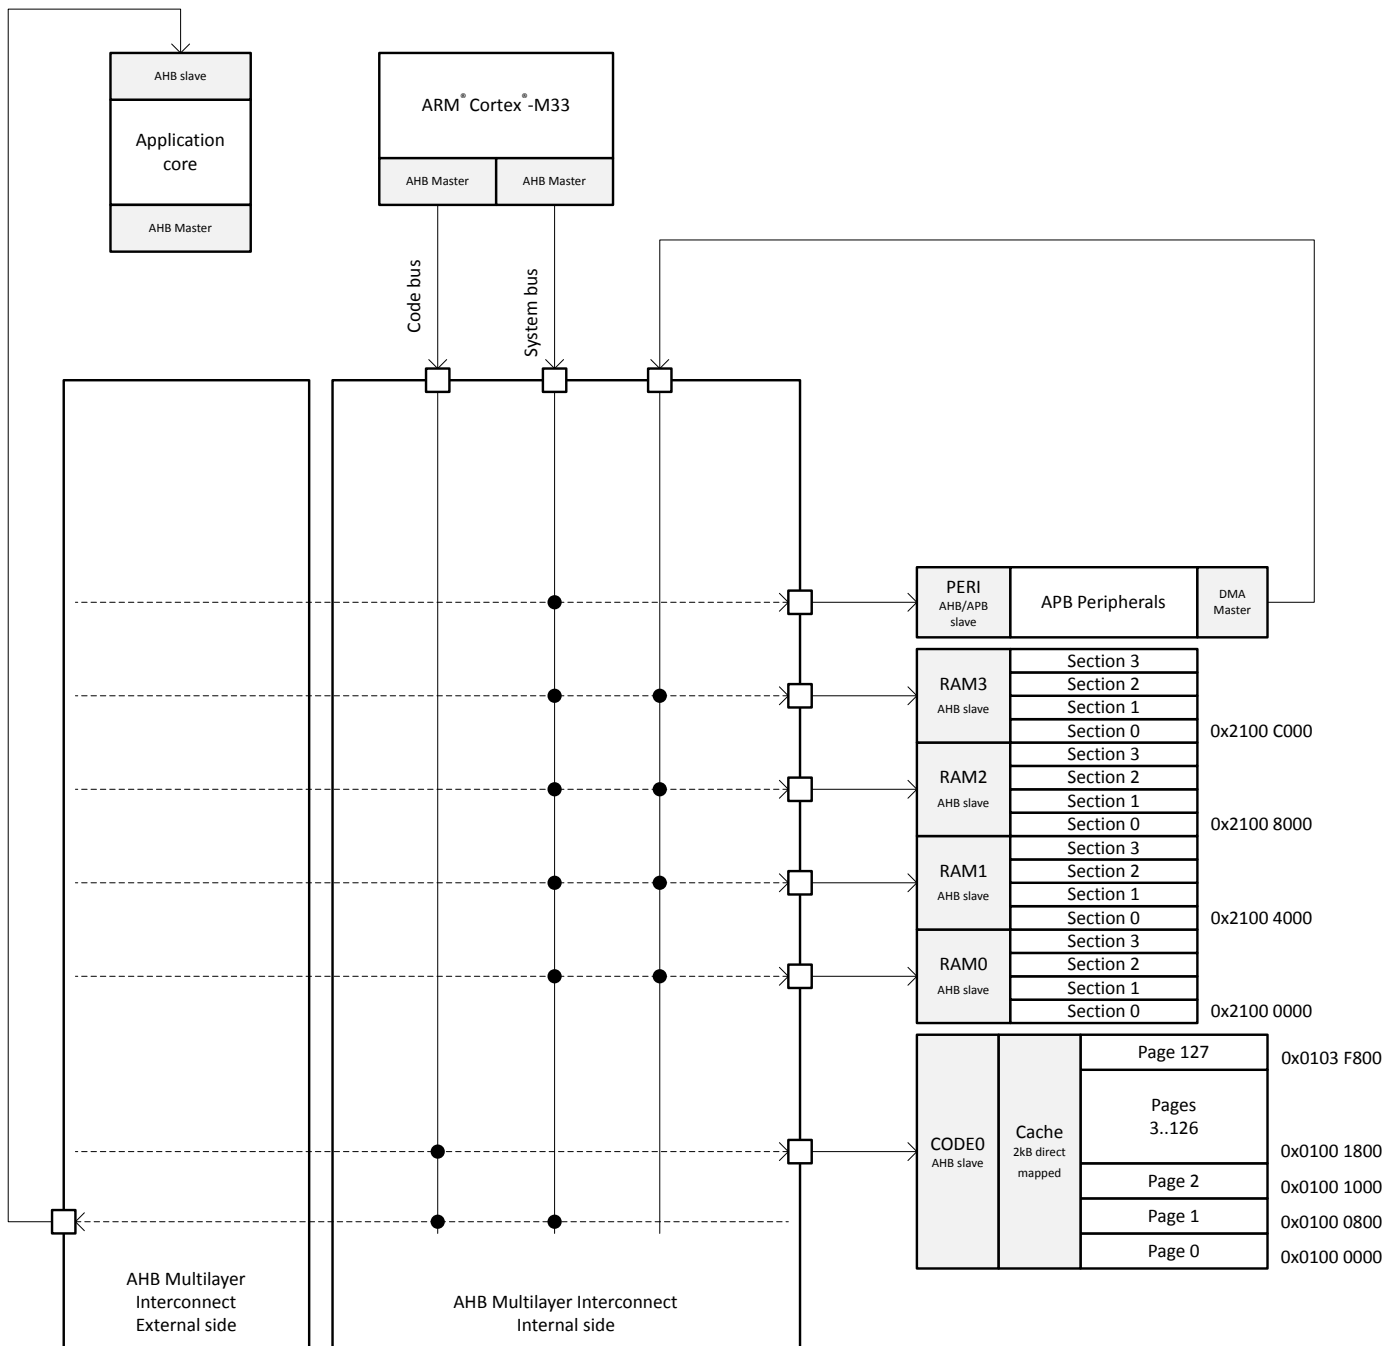 AHB slave
Application
core
AHB Master
ARM® Cortex®-M33
AHB Master
AHB Master
Code bus
System bus
PERI
AHB/APB
slave
APB Peripherals
DMA
Master
RAM3
AHB slave
Section 3
Section 2
Section 1
Section 0
0x2100 C000
RAM2
AHB slave
Section 3
Section 2
Section 1
Section 0
0x2100 8000
RAM1
AHB slave
Section 3
Section 2
Section 1
Section 0
0x2100 4000
RAM0
AHB slave
Section 3
Section 2
Section 1
Section 0
0x2100 0000
CODE0
AHB slave
Cache
2kB direct
mapped
Page 127
0x0103 F800
Pages
3..126
0x0100 1800
Page 2
0x0100 1000
Page 1
0x0100 0800
Page 0
0x0100 0000
AHB Multilayer
Interconnect
External side
AHB Multilayer Interconnect
Internal side